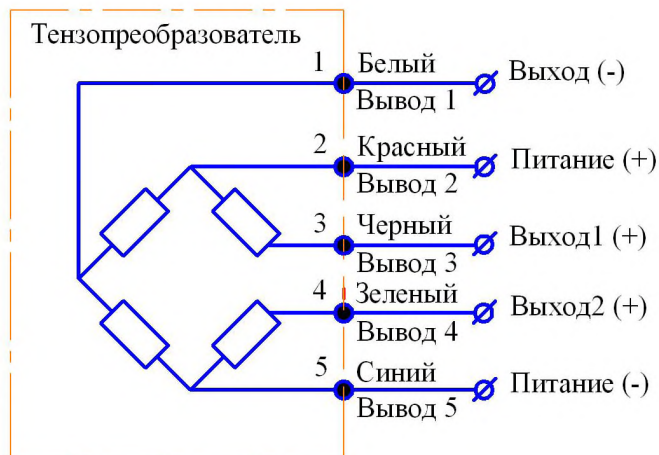 Тензопреобразователь
1 Белый Выход (-)
Вывод 1
2 Красный Питание (+)
Вывод 2
3 Черный Выход1 (+)
Вывод 3
4 Зеленый Выход2 (+)
Вывод 4
5 Синий Питание (-)
Вывод 5